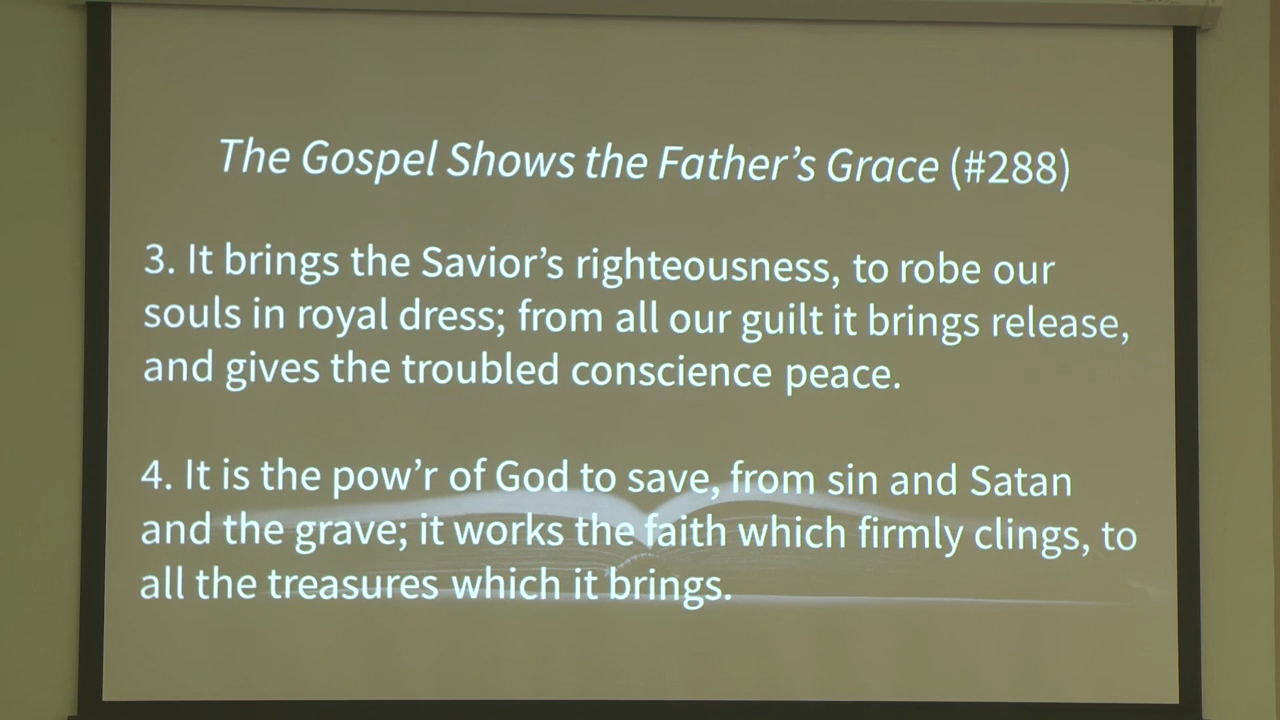 The Gospel Shows the Father’s Grace (#288)
3. It brings the Savior’s righteousness, to robe our
souls in royal dress; from all our guilt it brings release,
and gives the troubled conscience peace.
4. It is the pow’r of God to save, from sin and Satan
and the grave; it works the faith which firmly clings, to
all the treasures which it brings.